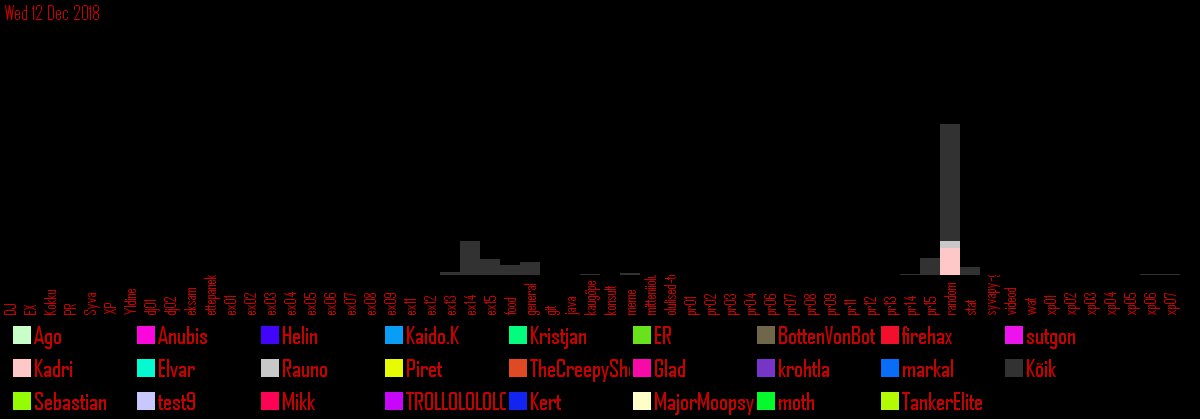 Wed 12 Dec 2018
DJ EX Kokku PR Syva XP Yldine dj01 dj02 eksam ettepanek ex01 ex02 ex03 ex04 ex05 ex06 ex07 ex08 ex09 ex11 ex12 ex13 ex14 ex15 food general git java kaugõpe konsult meme olulised-h pr01 pr02 pr03 pr04 pr06 pr07 pr08 pr09 pr11 pr12 pr13 pr14 pr15 random stat videod wat xp01 xp02 xp03 xp04 xp05 xp06 xp07
Ago Anubis Helin Kaido.K Kristjan ER BottenVonBot firehax sutgon
Kadri Elvar Rauno Piret TheCreepySh Glad krohtla markal Kõik
Sebastian test9 Mikk TROLLOLOLOLO Kert MajorMoopsy moth TankerElite